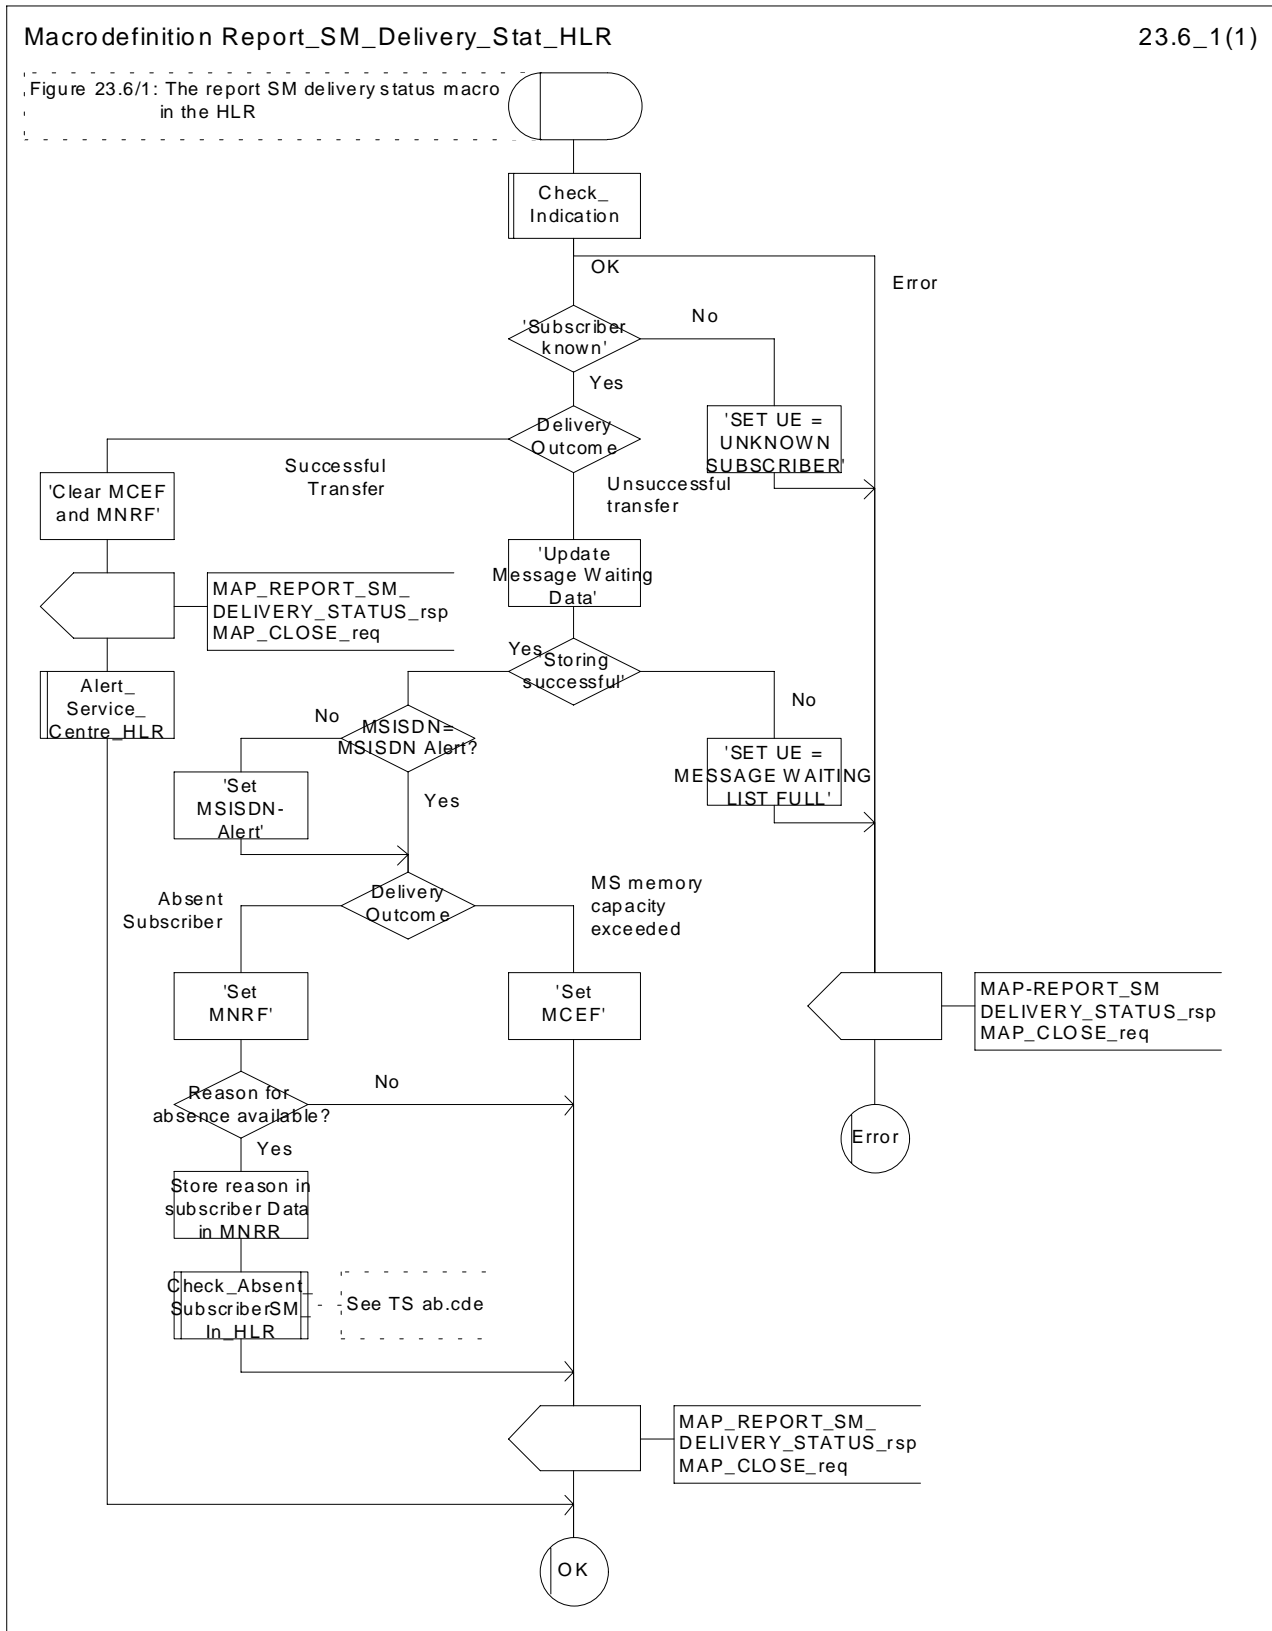 Macrodefinition Report_SM_Delivery_Stat_HLR
23.6_1(1)
Figure 23.6/1: The report SM delivery status macro
in the HLR
Check_
Indication
OK
Error
'Subscriber
known'
No
Yes
Delivery
Outcome
'SET UE =
UNKNOWN
SUBSCRIBER'
Successful
Transfer
Unsuccessful
transfer
'Clear MCEF
and MNRF'
'Update
Message Waiting
Data'
MAP_REPORT_SM_
DELIVERY_STATUS_rsp
MAP_CLOSE_req
Yes
'Storing
successful'
No
Alert_
Service_
Centre_HLR
No
MSISDN=
MSISDN Alert?
'SET UE =
MESSAGE WAITING
LIST FULL'
'Set
MSISDN-
Alert'
Yes
Absent
Subscriber
Delivery
Outcome
MS memory
capacity
exceeded
'Set
MNRF'
'Set
MCEF'
MAP-REPORT_SM
DELIVERY_STATUS_rsp
MAP_CLOSE_req
Reason for
absence available?
No
Error
Yes
Store reason in
subscriber Data
in MNRR
Check_Absent_
SubscriberSM_
In_HLR
See TS ab.cde
MAP_REPORT_SM_
DELIVERY_STATUS_rsp
MAP_CLOSE_req
OK